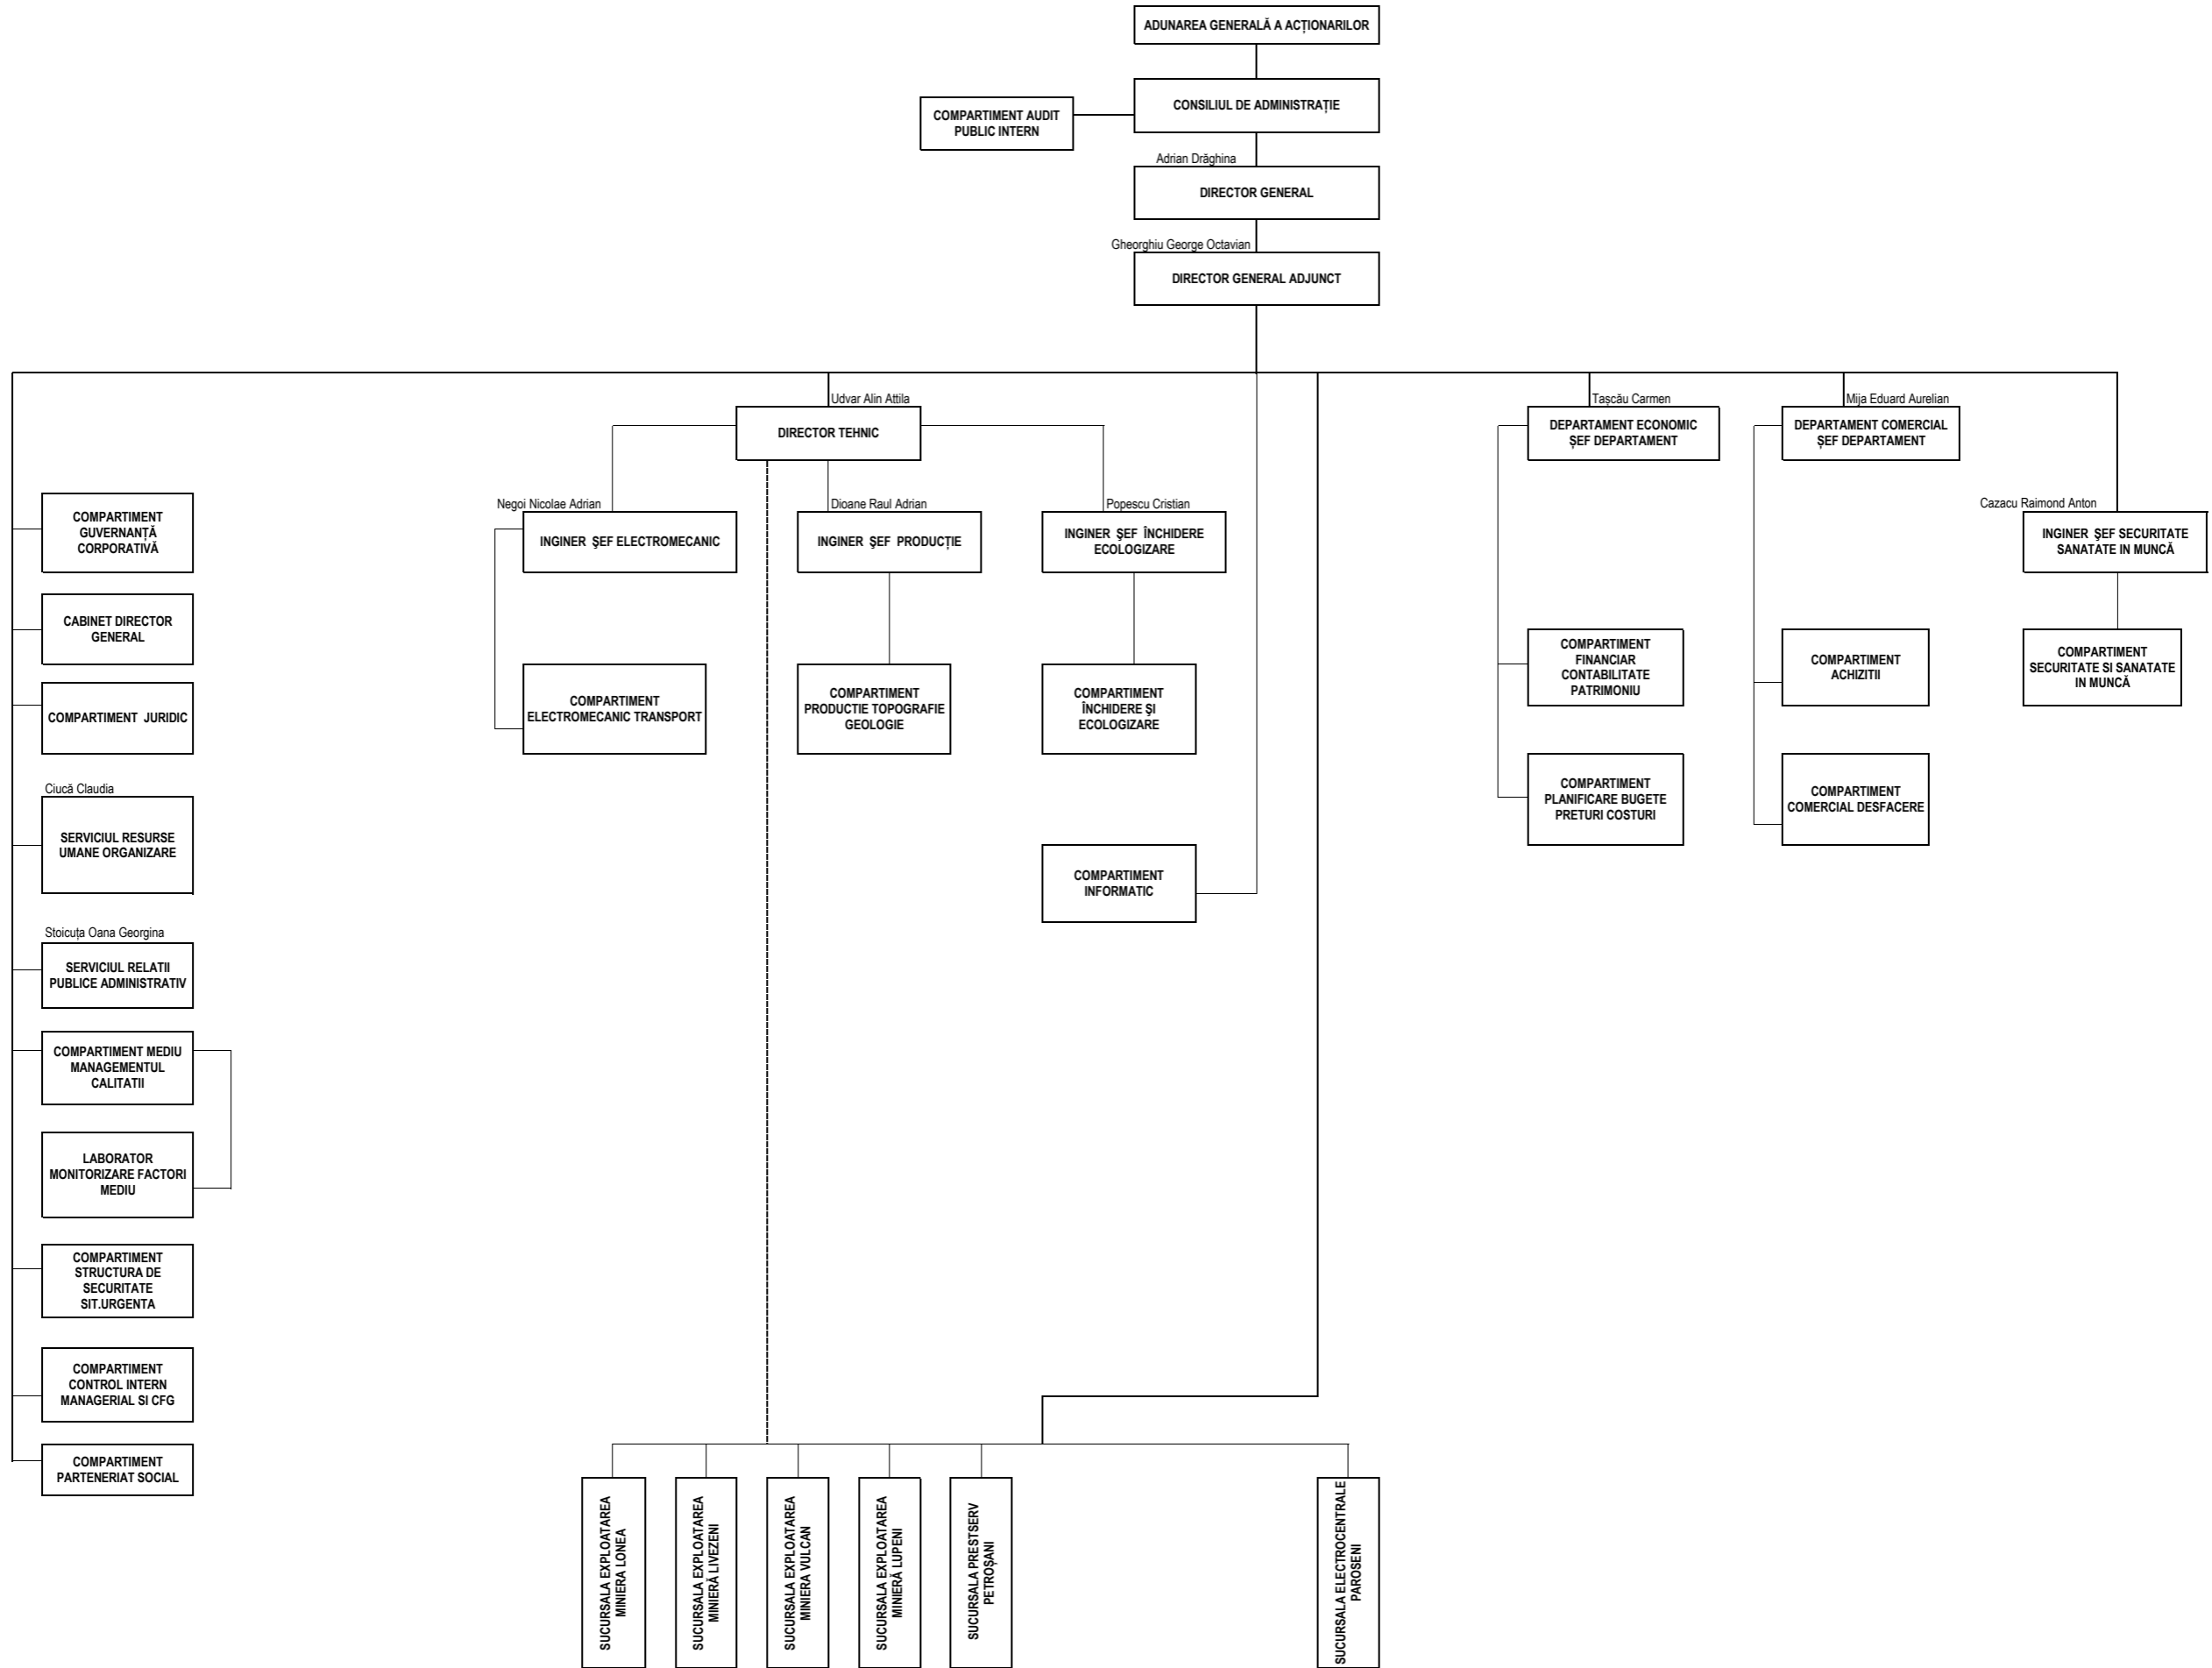 ADUNAREA GENERALĂ A ACȚIONARILOR
CONSILIUL DE ADMINISTRAȚIE
COMPARTIMENT AUDIT
PUBLIC INTERN
Adrian Drăghina
DIRECTOR GENERAL
Gheorghiu George Octavian
DIRECTOR GENERAL ADJUNCT
Udvar Alin Attila
DIRECTOR TEHNIC
Tașcău Carmen
DEPARTAMENT ECONOMIC
ȘEF DEPARTAMENT
Mija Eduard Aurelian
DEPARTAMENT COMERCIAL
ȘEF DEPARTAMENT
Negoi Nicolae Adrian
INGINER ŞEF ELECTROMECANIC
Dioane Raul Adrian
INGINER ŞEF PRODUCȚIE
Popescu Cristian
INGINER ŞEF ÎNCHIDERE
ECOLOGIZARE
Cazacu Raimond Anton
INGINER ŞEF SECURITATE
SANATATE IN MUNCĂ
COMPARTIMENT
GUVERNANȚĂ
CORPORATIVĂ
CABINET DIRECTOR
GENERAL
COMPARTIMENT JURIDIC
Ciucă Claudia
SERVICIUL RESURSE
UMANE ORGANIZARE
Stoicuța Oana Georgina
SERVICIUL RELATII
PUBLICE ADMINISTRATIV
COMPARTIMENT MEDIU
MANAGEMENTUL
CALITATII
LABORATOR
MONITORIZARE FACTORI
MEDIU
COMPARTIMENT
STRUCTURA DE
SECURITATE
SIT.URGENTA
COMPARTIMENT
CONTROL INTERN
MANAGERIAL SI CFG
COMPARTIMENT
PARTENERIAT SOCIAL
COMPARTIMENT
ELECTROMECANIC TRANSPORT
COMPARTIMENT
PRODUCTIE TOPOGRAFIE
GEOLOGIE
COMPARTIMENT
ÎNCHIDERE ŞI
ECOLOGIZARE
COMPARTIMENT
INFORMATIC
COMPARTIMENT
FINANCIAR
CONTABILITATE
PATRIMONIU
COMPARTIMENT
PLANIFICARE BUGETE
PRETURI COSTURI
COMPARTIMENT
ACHIZITII
COMPARTIMENT
COMERCIAL DESFACERE
COMPARTIMENT
SECURITATE SI SANATATE
IN MUNCĂ
SUCURSALA EXPLOATAREA
MINIERA LONEA
SUCURSALA EXPLOATAREA
MINIERĂ LIVEZENI
SUCURSALA EXPLOATAREA
MINIERA VULCAN
SUCURSALA EXPLOATAREA
MINIERĂ LUPENI
SUCURSALA PRESTSERV
PETROȘANI
SUCURSALA ELECTROCENTRALE
PAROSENI